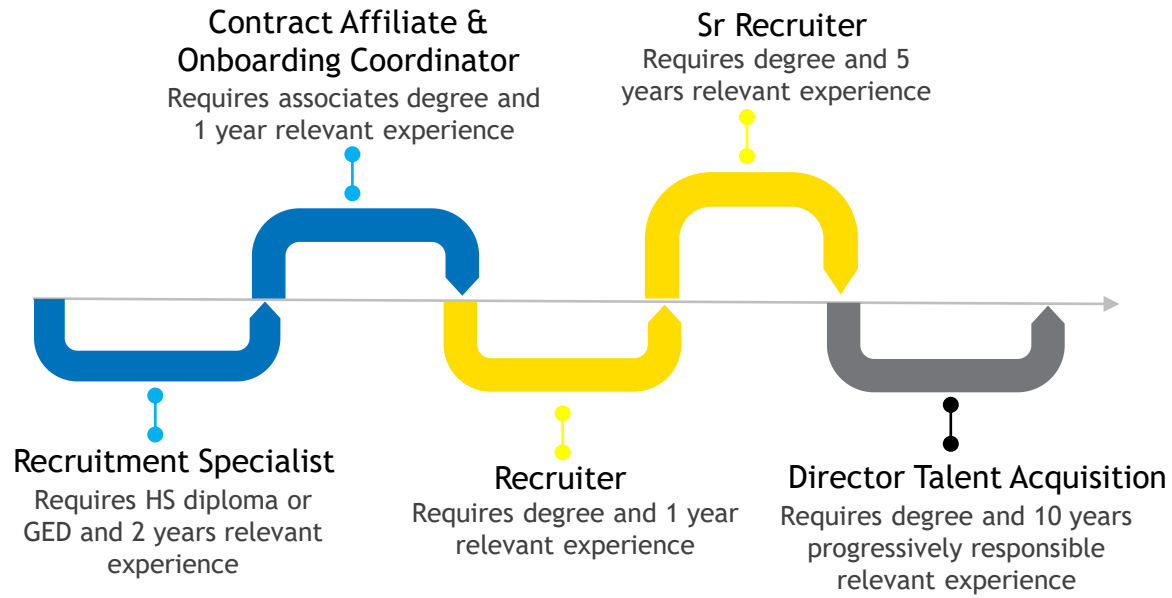 Contract Affiliate &
Onboarding Coordinator
Requires associates degree and
1 year relevant experience
Sr Recruiter
Requires degree and 5
years relevant experience
Recruitment Specialist
Requires HS diploma or
GED and 2 years relevant
experience
Recruiter
Requires degree and 1 year
relevant experience
Director Talent Acquisition
Requires degree and 10 years
progressively responsible
relevant experience